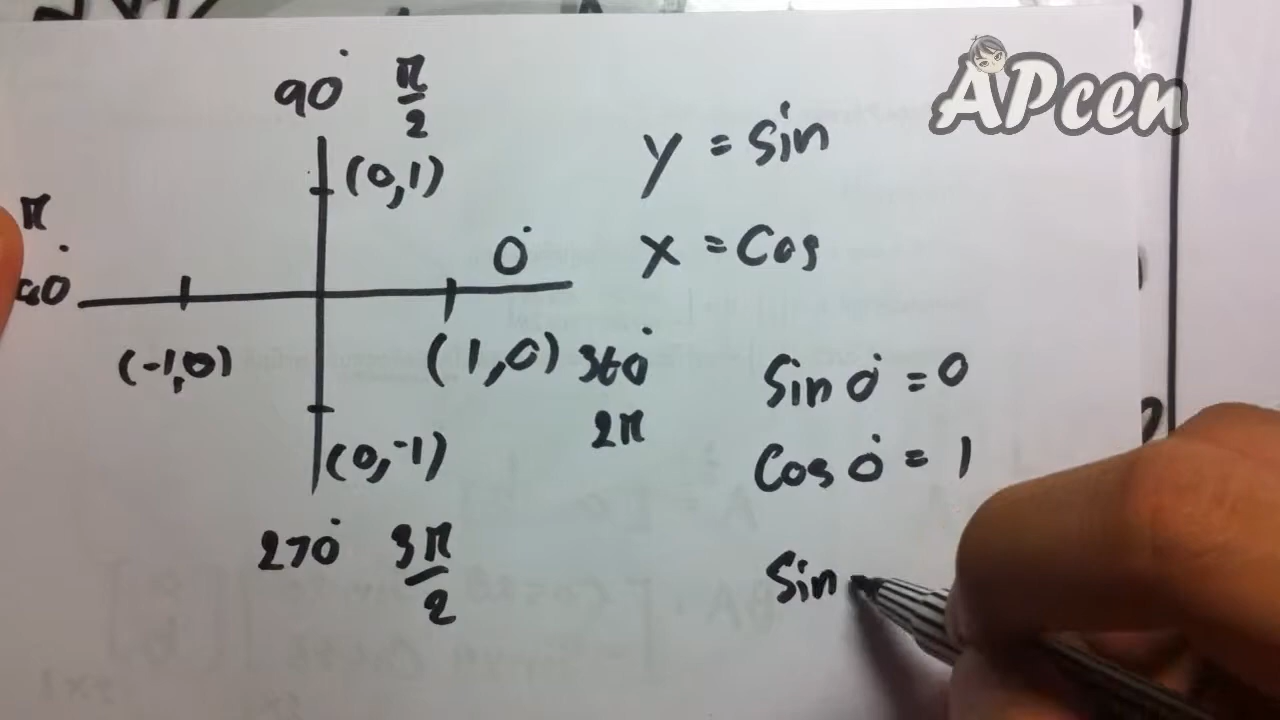 APcen
90° π/2
(0,1)
y = sin
π
0°
x = cos
(-1,0)
(1,0) 360°
2π
sin 0° = 0
cos 0° = 1
(0,-1)
270° 3π/2
sin